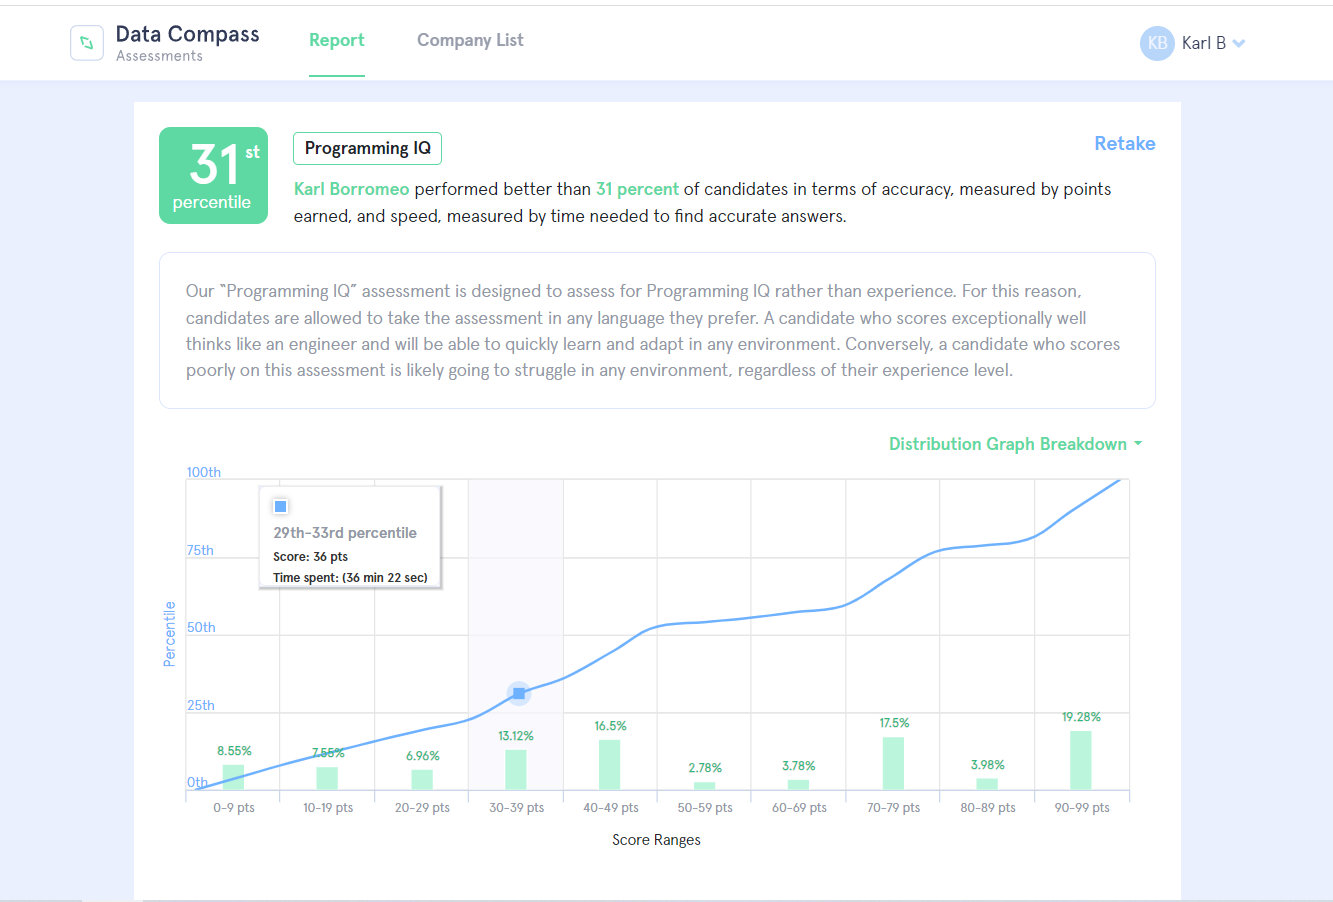 Data Compass
Assessments
Report
Company List
KB
Karl B
31st
percentile
Programming IQ
Retake
Karl Borromeo performed better than 31 percent of candidates in terms of accuracy, measured by points
earned, and speed, measured by time needed to find accurate answers.
Our “Programming IQ” assessment is designed to assess for Programming IQ rather than experience. For this reason,
candidates are allowed to take the assessment in any language they prefer. A candidate who scores exceptionally well
thinks like an engineer and will be able to quickly learn and adapt in any environment. Conversely, a candidate who scores
poorly on this assessment is likely going to struggle in any environment, regardless of their experience level.
Distribution Graph Breakdown
100th
75th
50th
25th
0th
Percentile
29th-33rd percentile
Score: 36 pts
Time spent: (36 min 22 sec)
8.55%
7.55%
6.96%
13.12%
16.5%
2.78%
3.78%
17.5%
3.98%
19.28%
0-9 pts
10-19 pts
20-29 pts
30-39 pts
40-49 pts
50-59 pts
60-69 pts
70-79 pts
80-89 pts
90-99 pts
Score Ranges